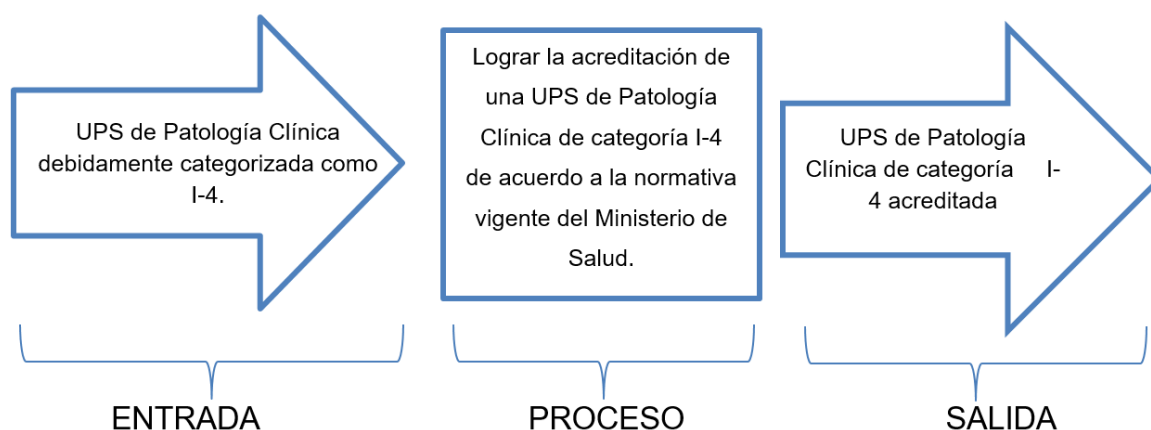 UPS de Patología Clínica
debidamente categorizada como
I-4.
Lograr la acreditación de
una UPS de Patología
Clínica de categoría I-4
de acuerdo a la normativa
vigente del Ministerio de
Salud.
UPS de Patología
Clínica de categoría I-
4 acreditada
ENTRADA
PROCESO
SALIDA